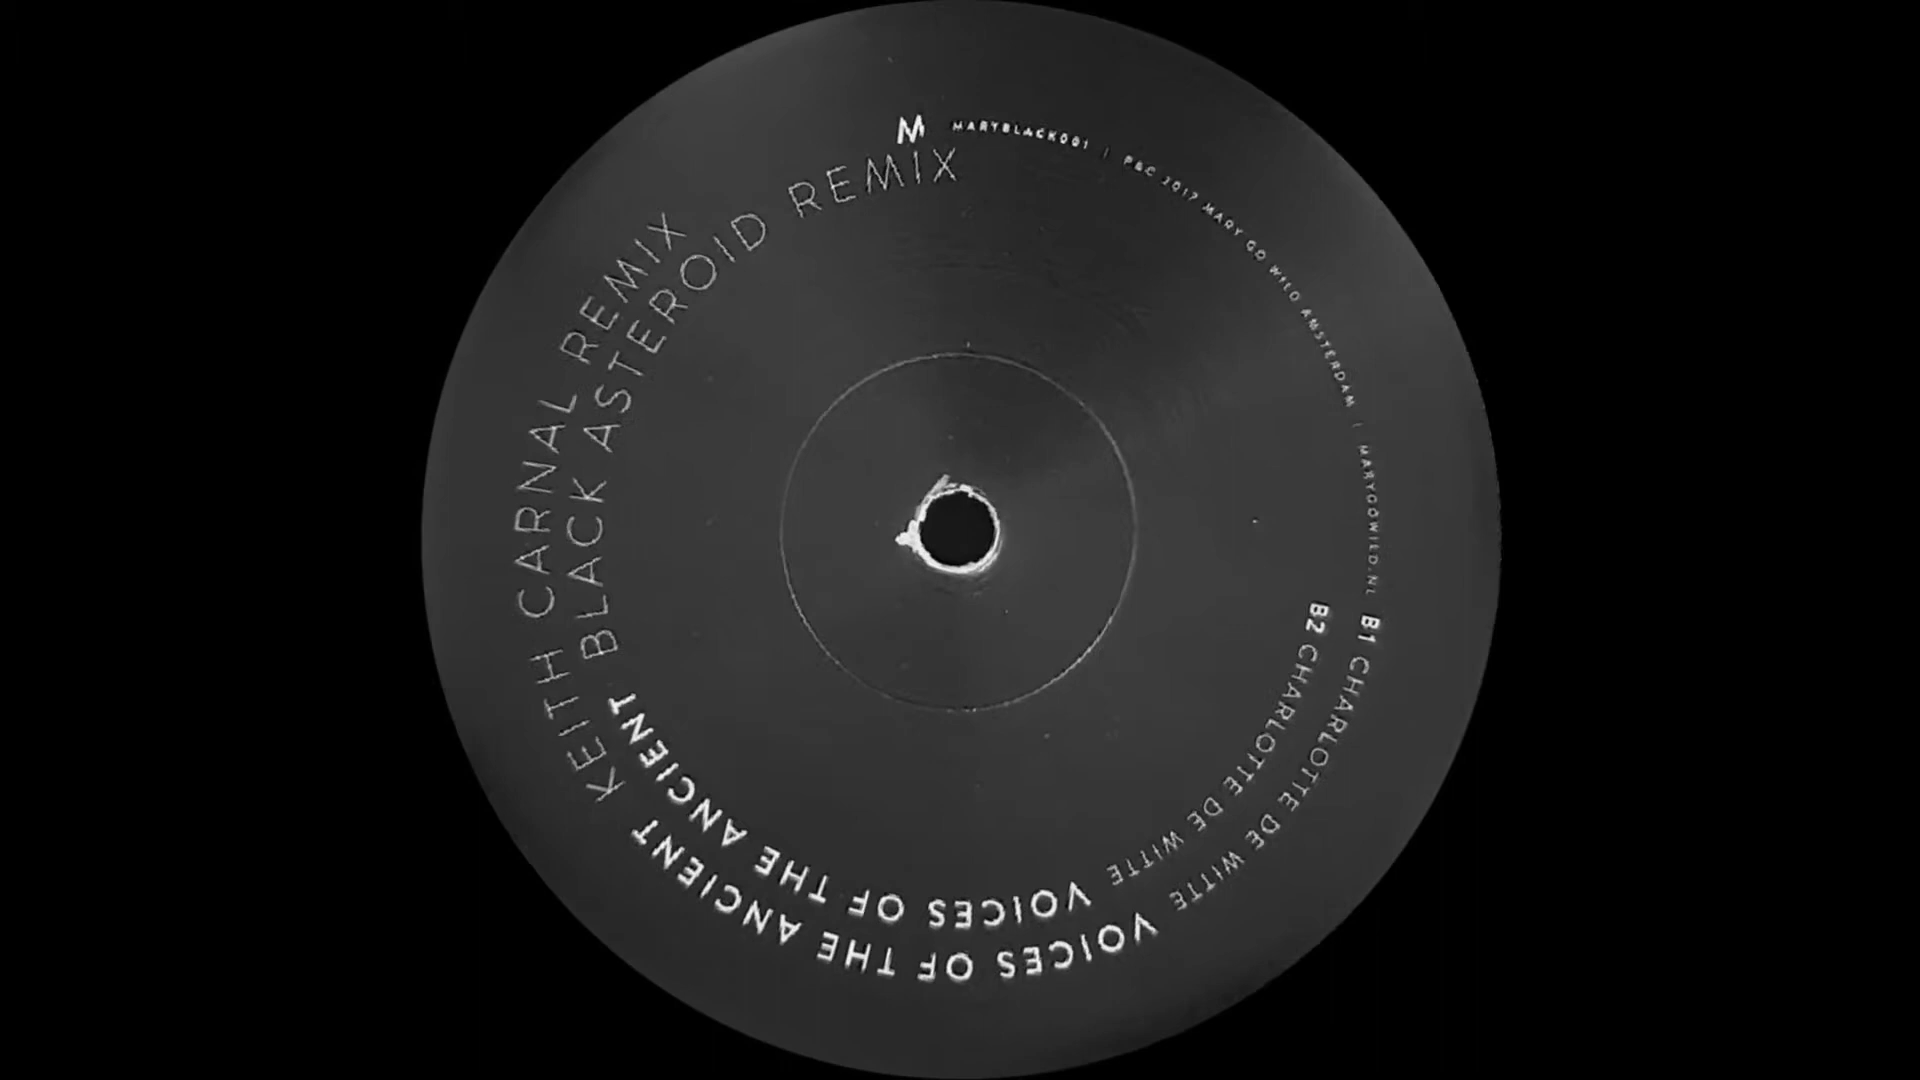 M MARYBLACK001 | P&C 2017 MARY GO WILD AMSTERDAM | MARYGOWILD.NL
B1 CHARLOTTE DE WITTE VOICES OF THE ANCIENT KEITH CARNAL REMIX
B2 CHARLOTTE DE WITTE VOICES OF THE ANCIENT BLACK ASTEROID REMIX